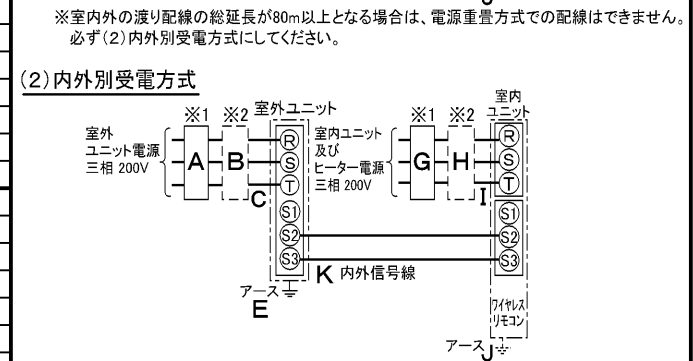 ※室内外の渡り配線の総延長が80m以上となる場合は、電源重畳方式での配線はできません。
必ず(2)内外別受電方式にしてください。
(2)内外別受電方式
※1 ※2 室外ユニット
室外
ユニット電源
三相 200V
A B
C
R
S
T
S1
S2
S3
アース
E
K 内外信号線
※1 ※2
室内
ユニット
室内ユニット
及び
ヒーター電源
三相 200V
G H
I
R
S
T
S1
S2
S3
ワイヤレス
リモコン
アース J